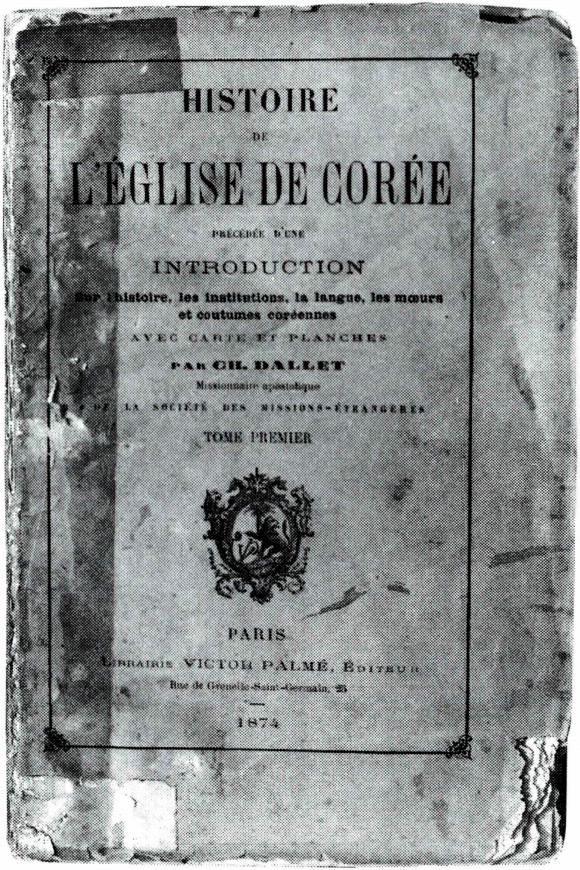 HISTOIRE
DE
L'ÉGLISE DE CORÉE
PRÉCÉDÉE D'UNE
INTRODUCTION
Sur l'histoire, les institutions, la langue, les mœurs
et coutumes coréennes
AVEC CARTE ET PLANCHES
PAR CH. DALLET
Missionnaire apostolique
DE LA SOCIÉTÉ DES MISSIONS-ÉTRANGÈRES
TOME PREMIER
PARIS
LIBRAIRIE VICTOR PALMÉ, ÉDITEUR
Rue de Grenelle-Saint-Germain, 25
1874